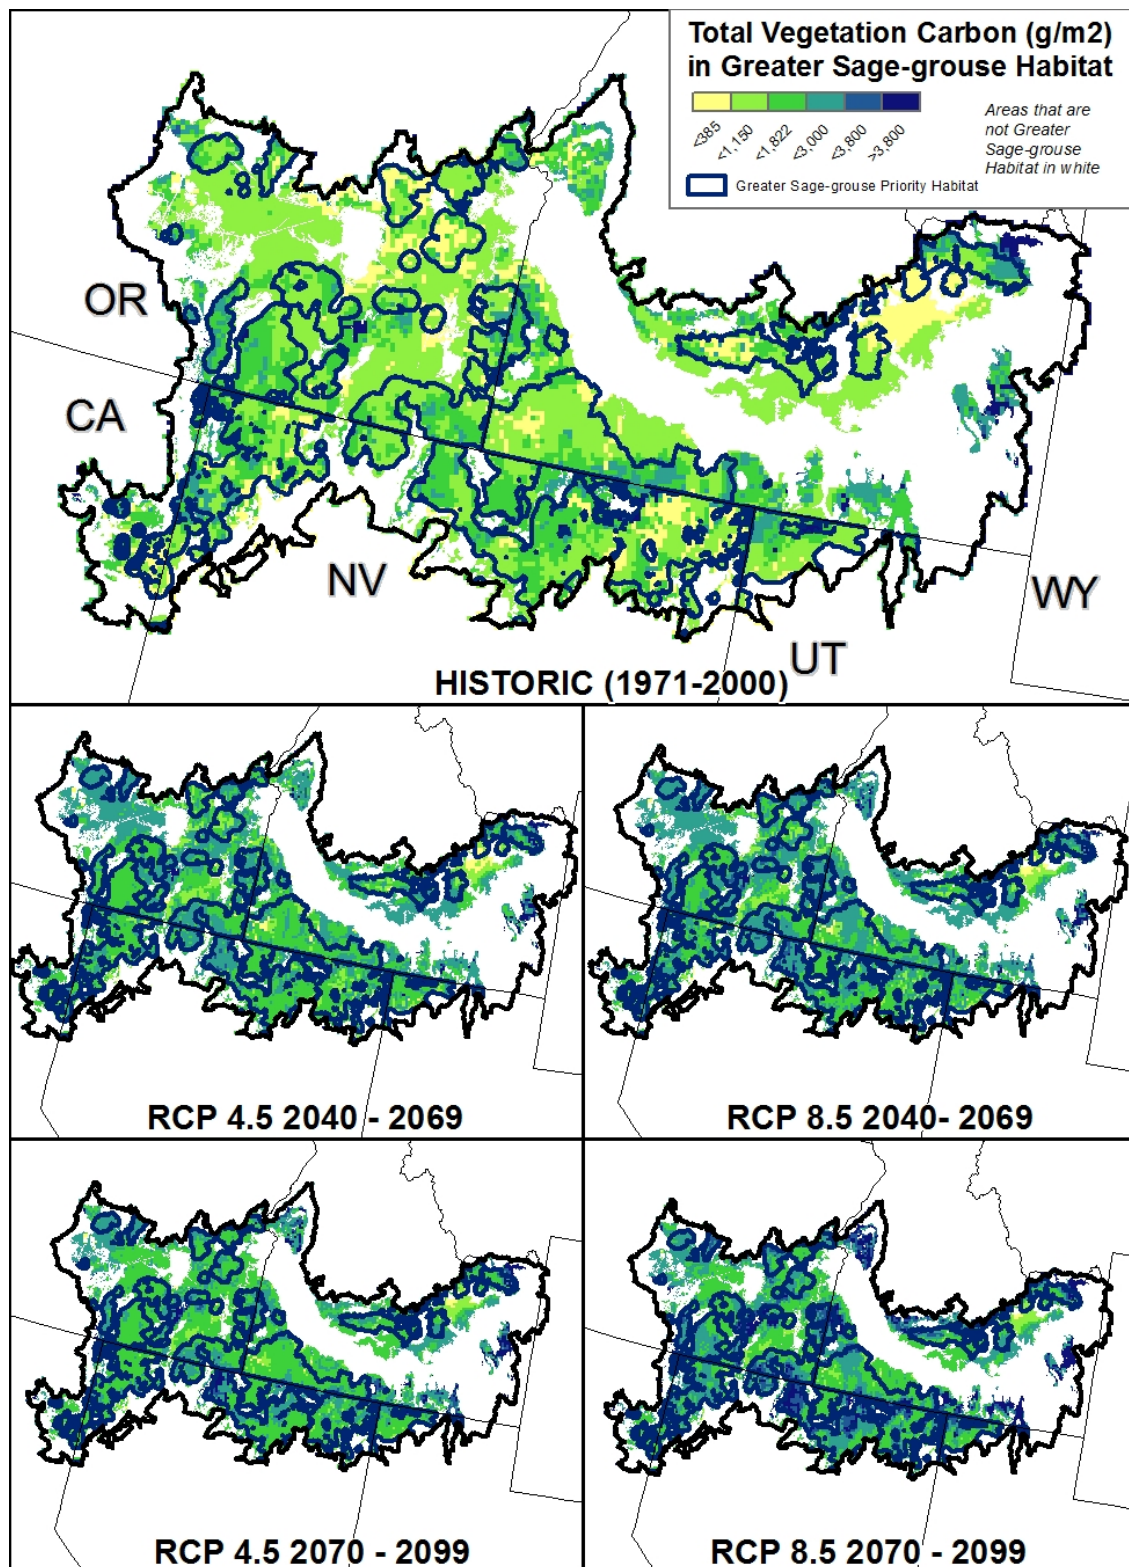 Total Vegetation Carbon (g/m2)
in Greater Sage-grouse Habitat
<385
<1,150
<1,822
<3,000
<3,800
>3,800
Areas that are
not Greater
Sage-grouse
Habitat in white
Greater Sage-grouse Priority Habitat
OR
CA
NV
UT
WY
HISTORIC (1971-2000)
RCP 4.5 2040 - 2069
RCP 8.5 2040- 2069
RCP 4.5 2070 - 2099
RCP 8.5 2070 - 2099